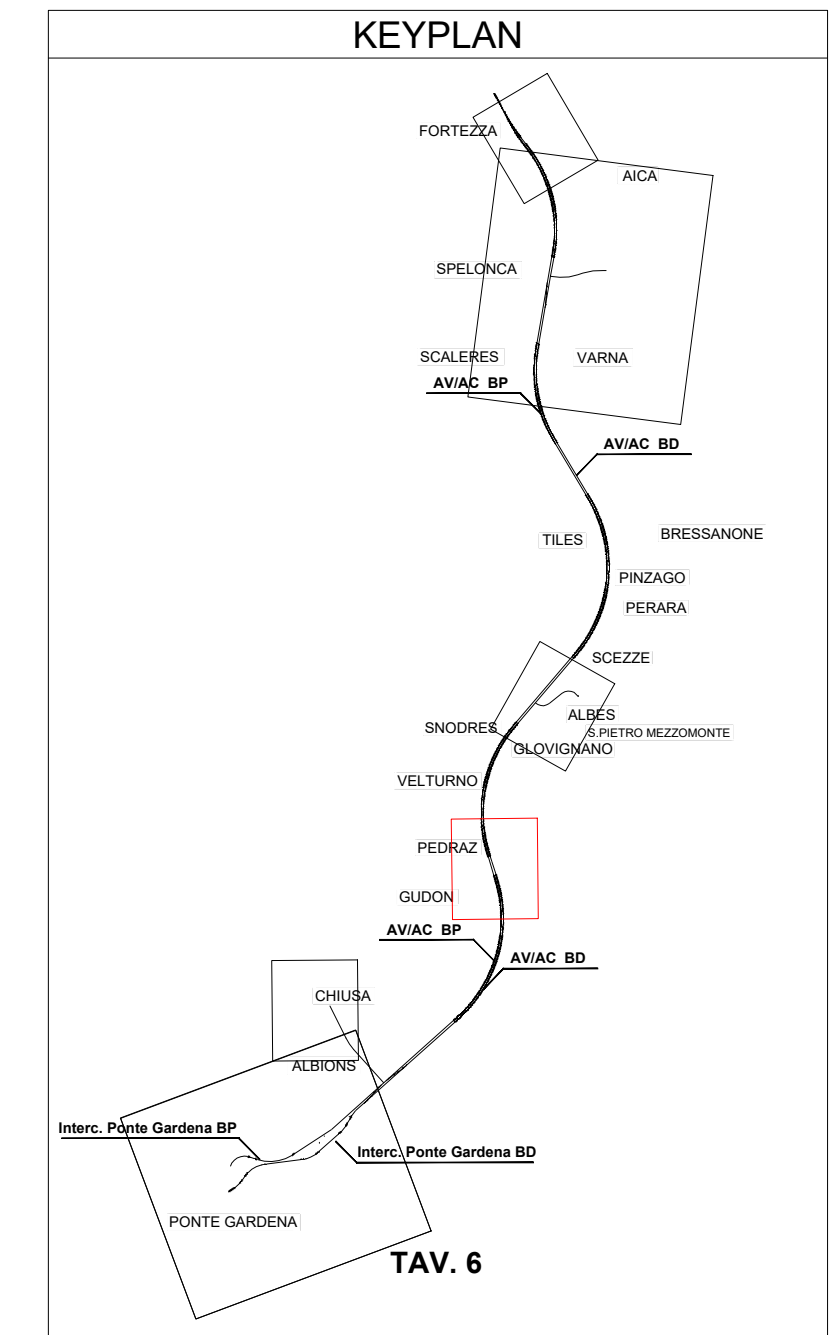 KEYPLAN
FORTEZZA
AICA
SPELONCA
SCALERES
VARNA
AV/AC BP
AV/AC BD
BRESSANONE
TILES
PINZAGO
PERARA
SCEZZE
ALBES
SNODRES
S.PIETRO MEZZOMONTE
GLOVIGNANO
VELTURNO
PEDRAZ
GUDON
AV/AC BP
AV/AC BD
CHIUSA
ALBIONS
Interc. Ponte Gardena BP
Interc. Ponte Gardena BD
PONTE GARDENA
TAV. 6